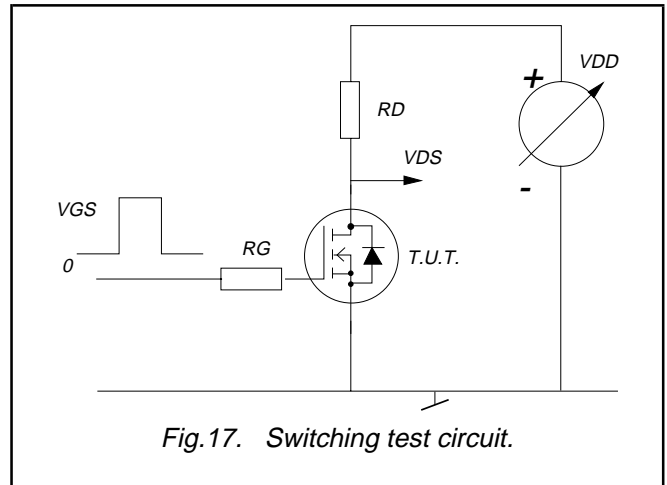 VDD
+
RD
VDS
-
VGS
RG
T.U.T.
0
Fig.17. Switching test circuit.